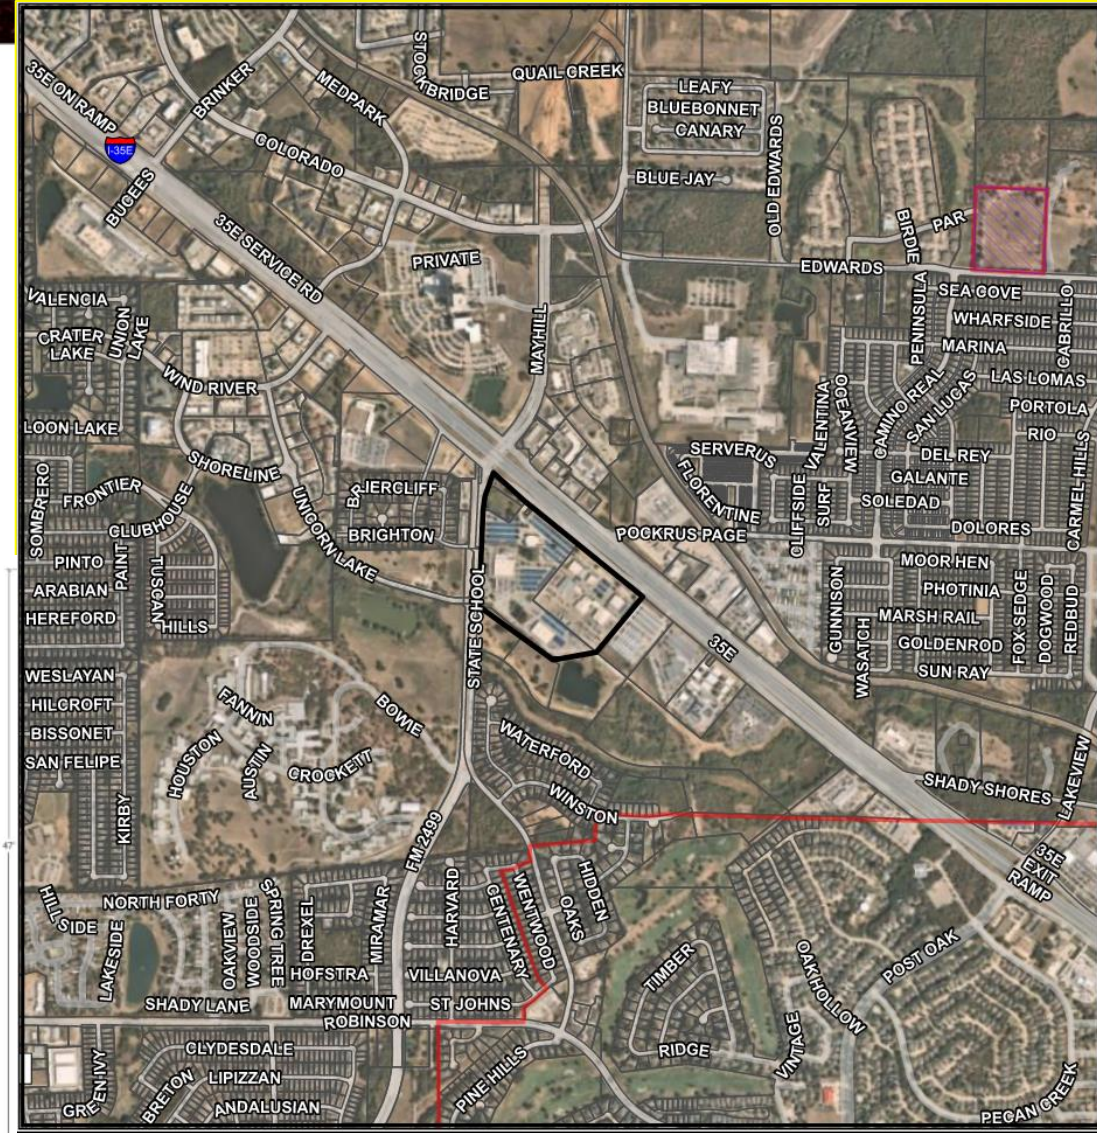 STOCKBRIDGE
QUAIL CREEK
35E ON RAMP
BRINKER
MEDPARK
LEAFY
BLUEBONNET
CANARY
I-35E
COLORADO
OLD EDWARDS
BLUE JAY
BUCEES
35E SERVICE RD
PRIVATE
BIRDIE
PAR
EDWARDS
VALENCIA
UNION
LAKE
CRATER
LAKE
MAYHILL
PENINSULA
SEA COVE
WHARFSIDE
CABRILLO
MARINA
WIND RIVER
LAS LOMAS
CAMINO REAL
SAN LUCAS
PORTOLA
LOON LAKE
VALENTINA
OCEANVIEW
RIO
SERVERUS
DEL REY
SHORELINE
SOMBRERO
FRONTIER
CLUBHOUSE
BRIERCLIFF
FLORENTINE
GALANTE
CARMEL HILLS
CLIFFSIDE
SURF
SOLEDAD
UNICORN LAKE
BRIGHTON
POCKRUS PAGE
DOLORES
PINTO
PAINT
TUSCAN
HILLS
MOOR HEN
ARABIAN
PHOTINIA
HEREFORD
STATE SCHOOL
GUNNISON
WASATCH
MARSH RAIL
GOLDENROD
FOX SEDGE
DOGWOOD
REDBUD
35E
SUN RAY
WESLAYAN
HILCROFT
FANNIN
BOWIE
BISSONET
SAN FELIPE
HOUSTON
AUSTIN
CROCKETT
WATERFORD
WINSTON
SHADY SHORES
LAKEVIEW
KIRBY
FM 2499
47'
35E
EXIT
RAMP
HILLSIDE
NORTH FORTY
SPRINGTREE
DREXEL
MIRAMAR
HARVARD
CENTENARY
WENTWOOD
HIDDEN
OAKS
LAKESIDE
OAKVIEW
WOODSIDE
HOFSTRA
VILLANOVA
TIMBER
OAKHOLLOW
POST OAK
SHADY LANE
MARYMOUNT
ST JOHNS
ROBINSON
CLYDESDALE
RIDGE
VINTAGE
GREEN IVY
BRETON
LIPIZZAN
ANDALUSIAN
PINE HILLS
PECAN CREEK